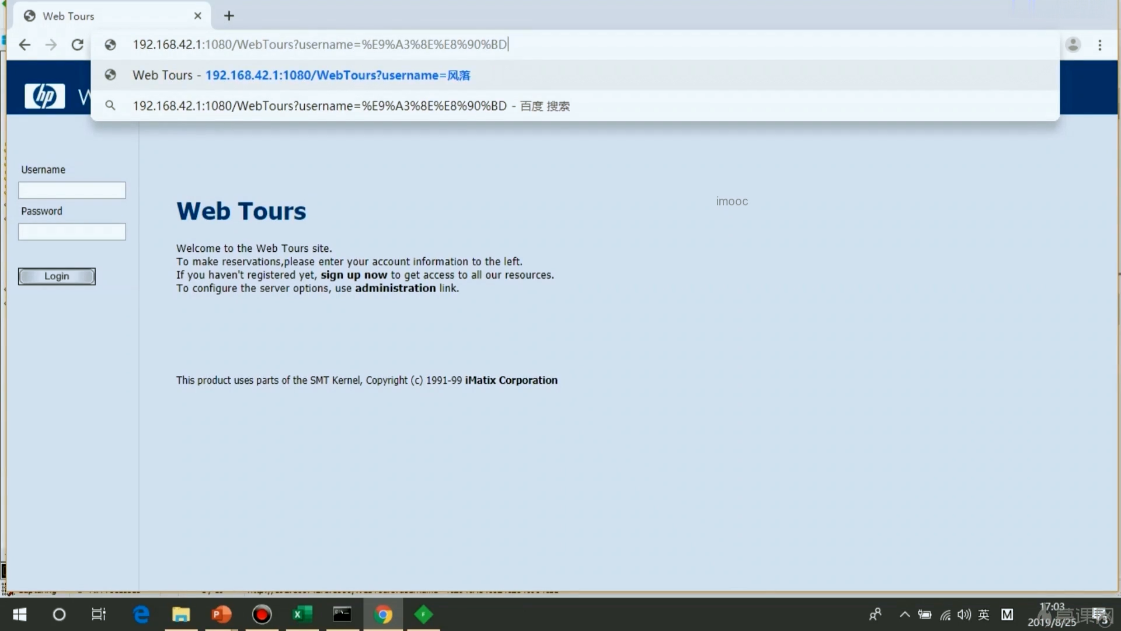 Web Tours
192.168.42.1:1080/WebTours?username=%E9%A3%8E%E8%90%BD
Web Tours - 192.168.42.1:1080/WebTours?username=风落
192.168.42.1:1080/WebTours?username=%E9%A3%8E%E8%90%BD - 百度 搜索
hp
Username
Password
Login
Web Tours
imooc
Welcome to the Web Tours site.
To make reservations,please enter your account information to the left.
If you haven't registered yet, sign up now to get access to all our resources.
To configure the server options, use administration link.
This product uses parts of the SMT Kernel, Copyright (c) 1991-99 iMatix Corporation
英
M
17:03
2019/8/25